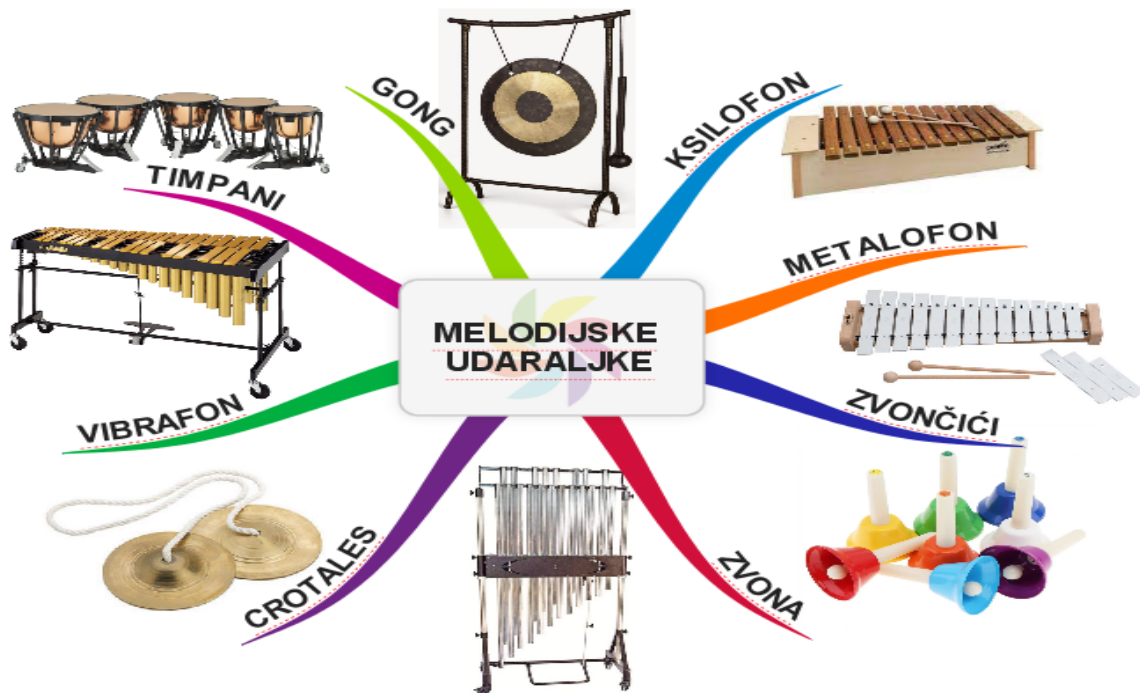 MELODIJSKE
UDARALJKE
GONG
KSILOFON
METALOFON
ZVONČIĆI
ZVONA
CROTALES
VIBRAFON
TIMPANI